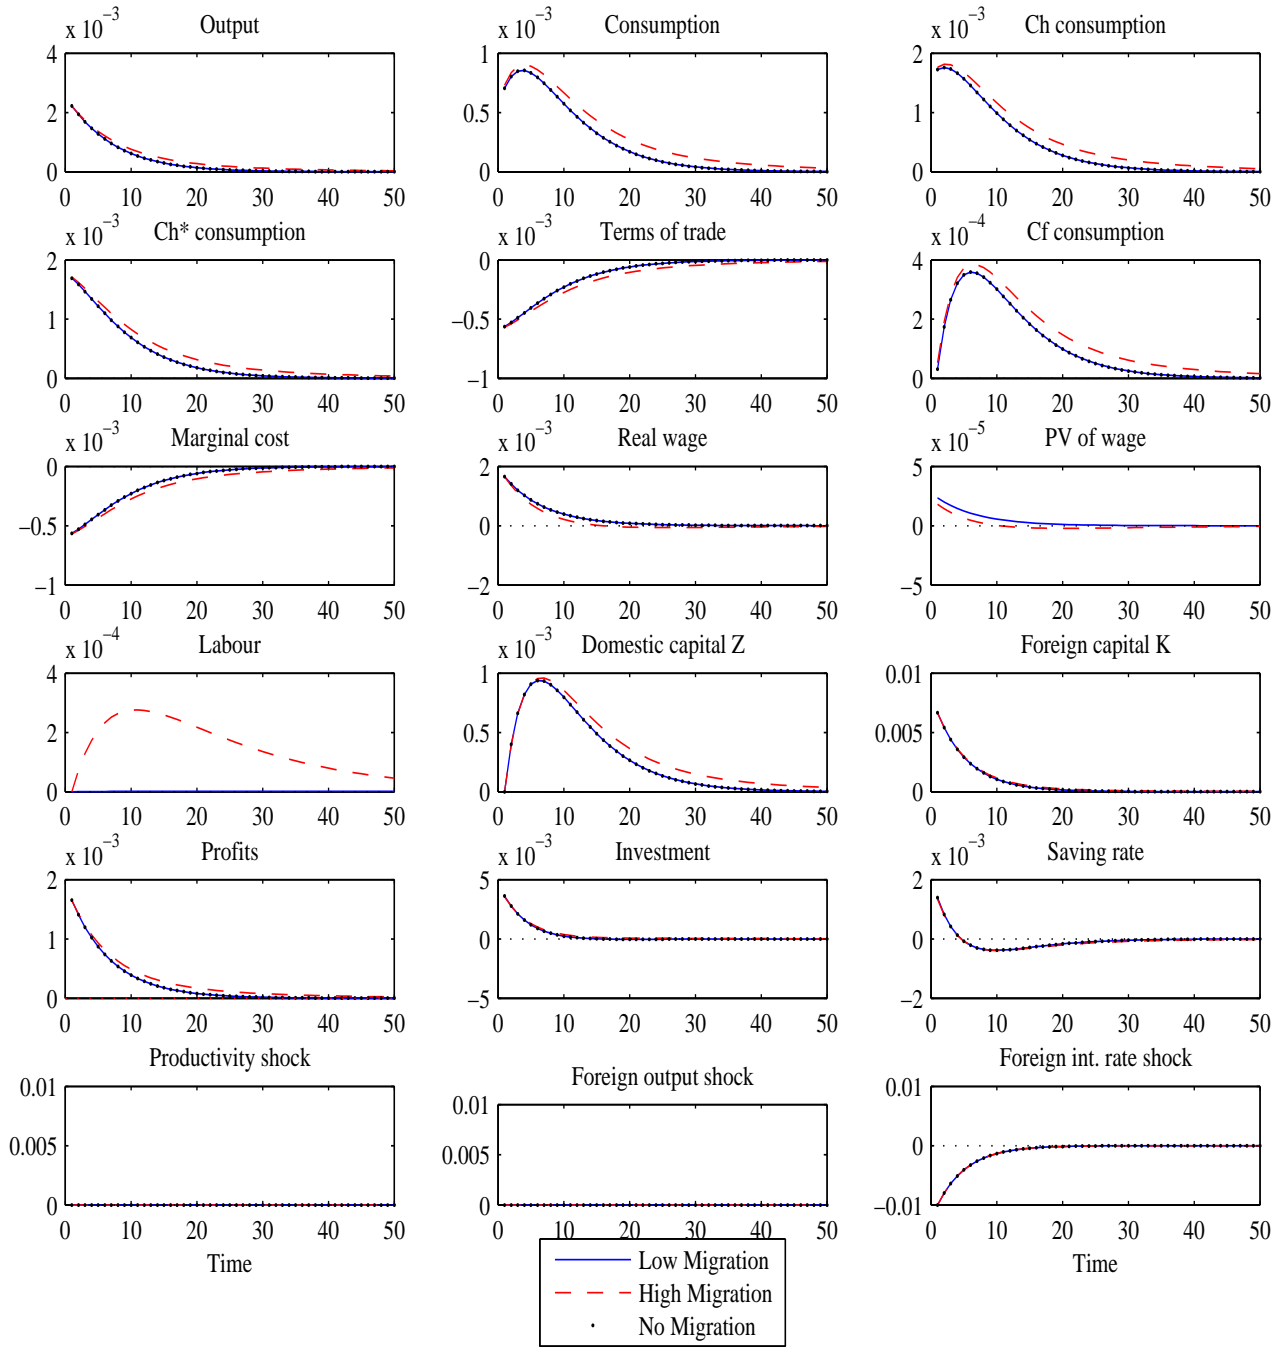 x 10⁻³ Output
4
2
0
0 10 20 30 40 50
x 10⁻³ Consumption
1
0.5
0
0 10 20 30 40 50
x 10⁻³ Ch consumption
2
1
0
0 10 20 30 40 50
x 10⁻³ Ch* consumption
2
1
0
0 10 20 30 40 50
x 10⁻³ Terms of trade
0
−0.5
−1
0 10 20 30 40 50
x 10⁻⁴ Cf consumption
4
2
0
0 10 20 30 40 50
x 10⁻³ Marginal cost
0
−0.5
−1
0 10 20 30 40 50
x 10⁻³ Real wage
2
0
−2
0 10 20 30 40 50
x 10⁻⁵ PV of wage
5
0
−5
0 10 20 30 40 50
x 10⁻⁴ Labour
4
2
0
0 10 20 30 40 50
x 10⁻³ Domestic capital Z
1
0.5
0
0 10 20 30 40 50
Foreign capital K
0.01
0.005
0
0 10 20 30 40 50
x 10⁻³ Profits
2
1
0
0 10 20 30 40 50
x 10⁻³ Investment
5
0
−5
0 10 20 30 40 50
x 10⁻³ Saving rate
2
0
−2
0 10 20 30 40 50
Productivity shock
0.01
0.005
0
0 10 20 30 40 50
Time
Foreign output shock
0.01
0.005
0
0 10 20 30 40 50
Foreign int. rate shock
0.01
0
−0.01
0 10 20 30 40 50
Time
Low Migration
High Migration
No Migration